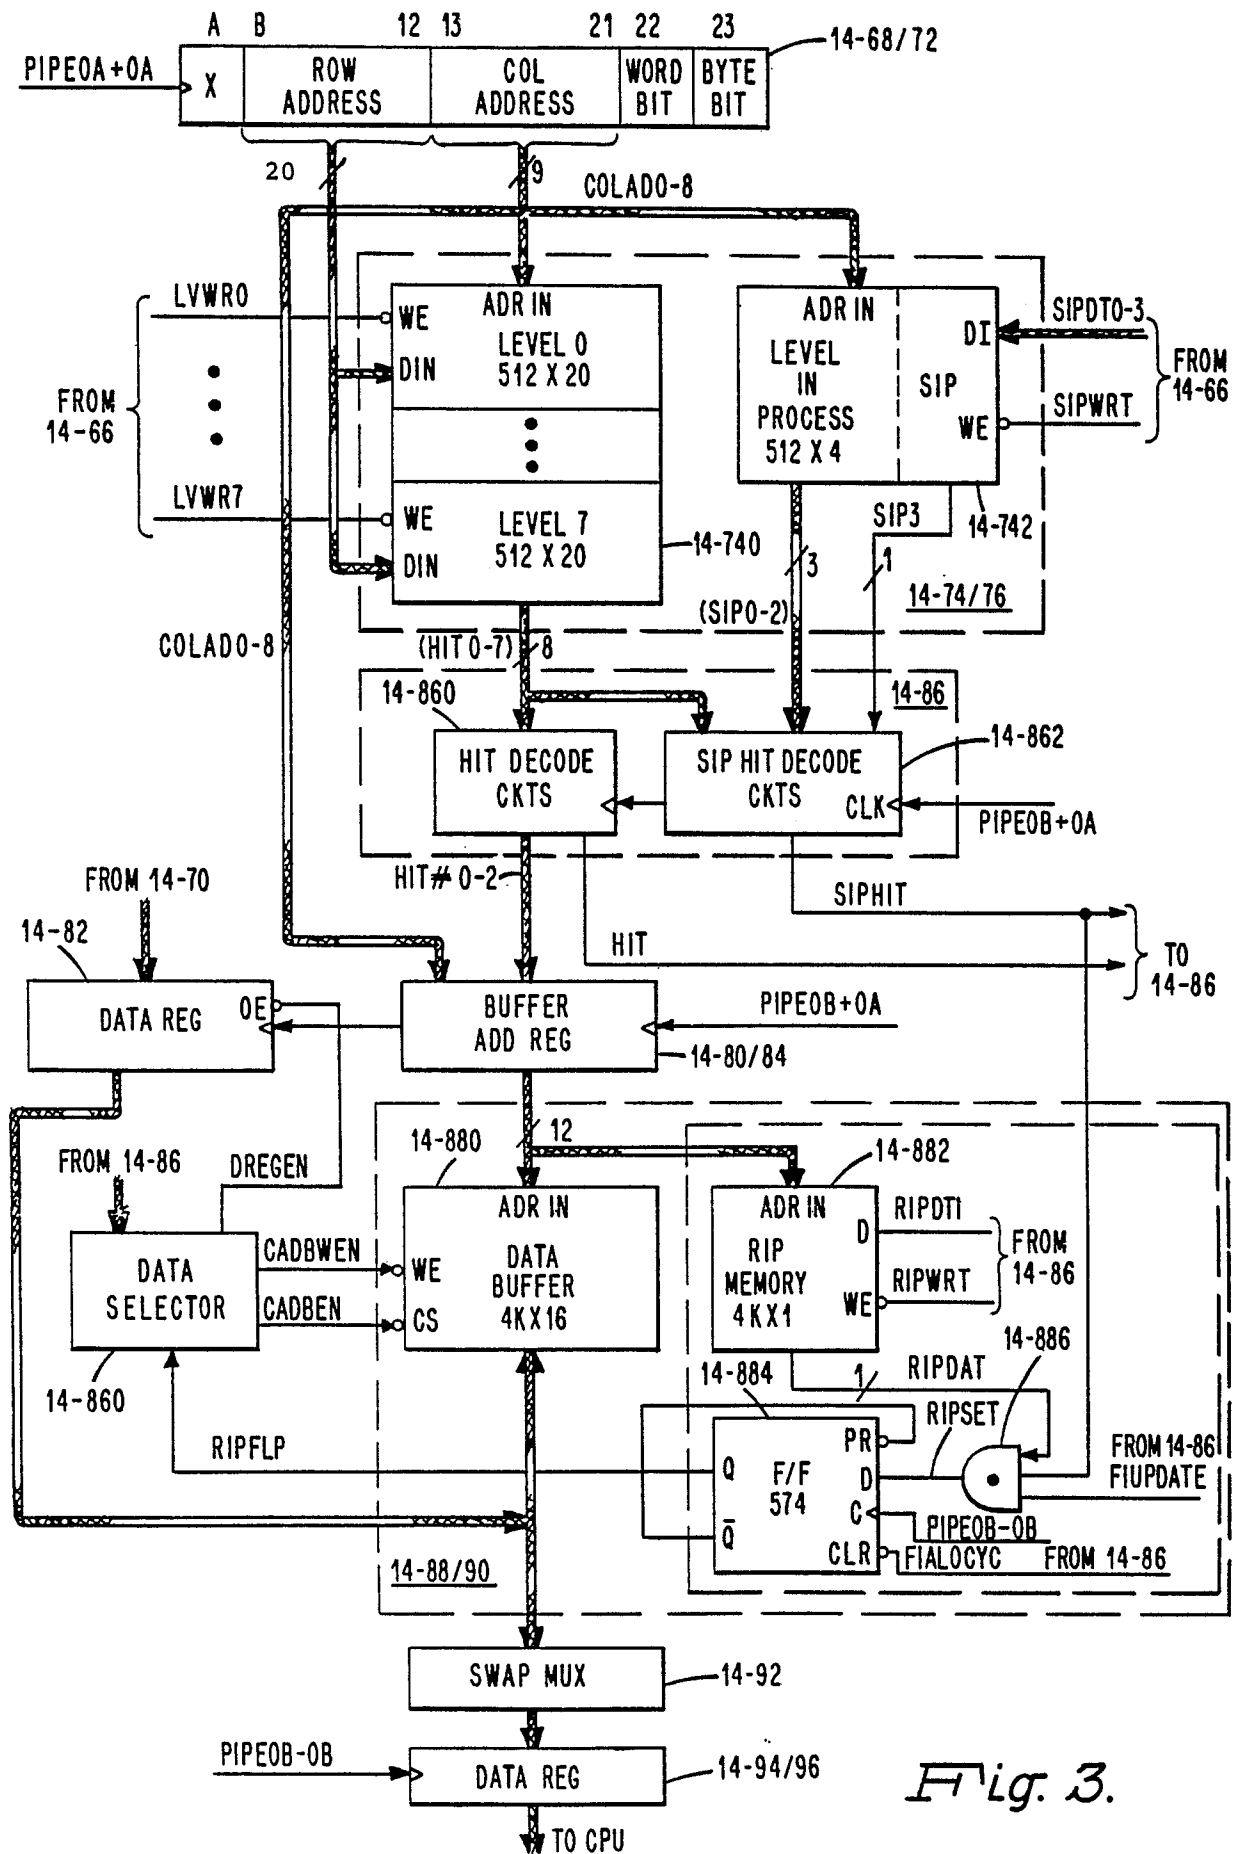 A B 12 13 21 22 23
14-68/72
PIPE0A+0A
X
ROW
ADDRESS
COL
ADDRESS
WORD
BIT
BYTE
BIT
20
9
COLAD0-8
LVWR0
FROM
14-66
LVWR7
WE
ADR IN
LEVEL 0
512 X 20
DIN
WE
LEVEL 7
512 X 20
DIN
14-740
ADR IN
LEVEL
IN
PROCESS
512 X 4
SIP
DI
WE
SIPDT0-3
SIPWRT
FROM
14-66
14-742
SIP3
3
1
(SIP0-2)
14-74/76
COLAD0-8
(HIT 0-7)
8
14-860
14-86
HIT DECODE
CKTS
SIP HIT DECODE
CKTS
CLK
14-862
PIPE0B+0A
HIT# 0-2
SIPHIT
HIT
TO
14-86
FROM 14-70
14-82
DATA REG
OE
BUFFER
ADD REG
PIPE0B+0A
14-80/84
12
FROM 14-86
DREGEN
DATA
SELECTOR
14-860
CADBWEN
CADBEN
14-880
ADR IN
WE
DATA
BUFFER
4KX16
CS
14-882
ADR IN
D
RIP
MEMORY
4KX1
WE
RIPDTI
RIPWRT
FROM
14-86
14-884
1
RIPDAT
14-886
RIPSET
RIPFLP
PR
Q
F/F
574
D
C
Q
CLR
FROM 14-86
FIUPDATE
PIPE0B-0B
FIALOCYC FROM 14-86
14-88/90
SWAP MUX
14-92
PIPE0B-0B
DATA REG
14-94/96
TO CPU
Fig. 3.